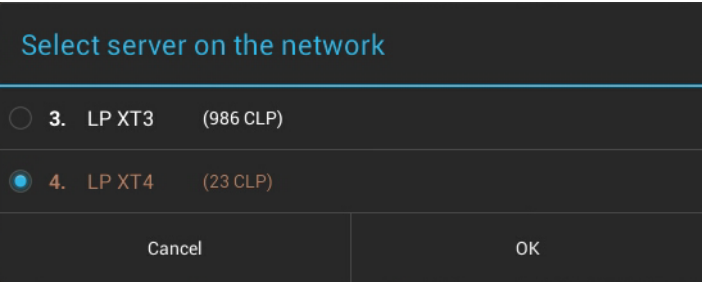 Select server on the network
3. LP XT3 (986 CLP)
4. LP XT4 (23 CLP)
Cancel OK